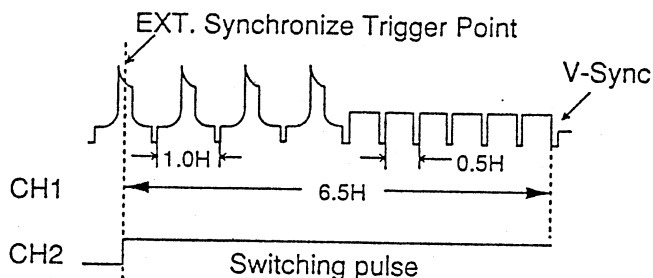 EXT. Synchronize Trigger Point
V-Sync
1.0H
0.5H
CH1
6.5H
CH2
Switching pulse